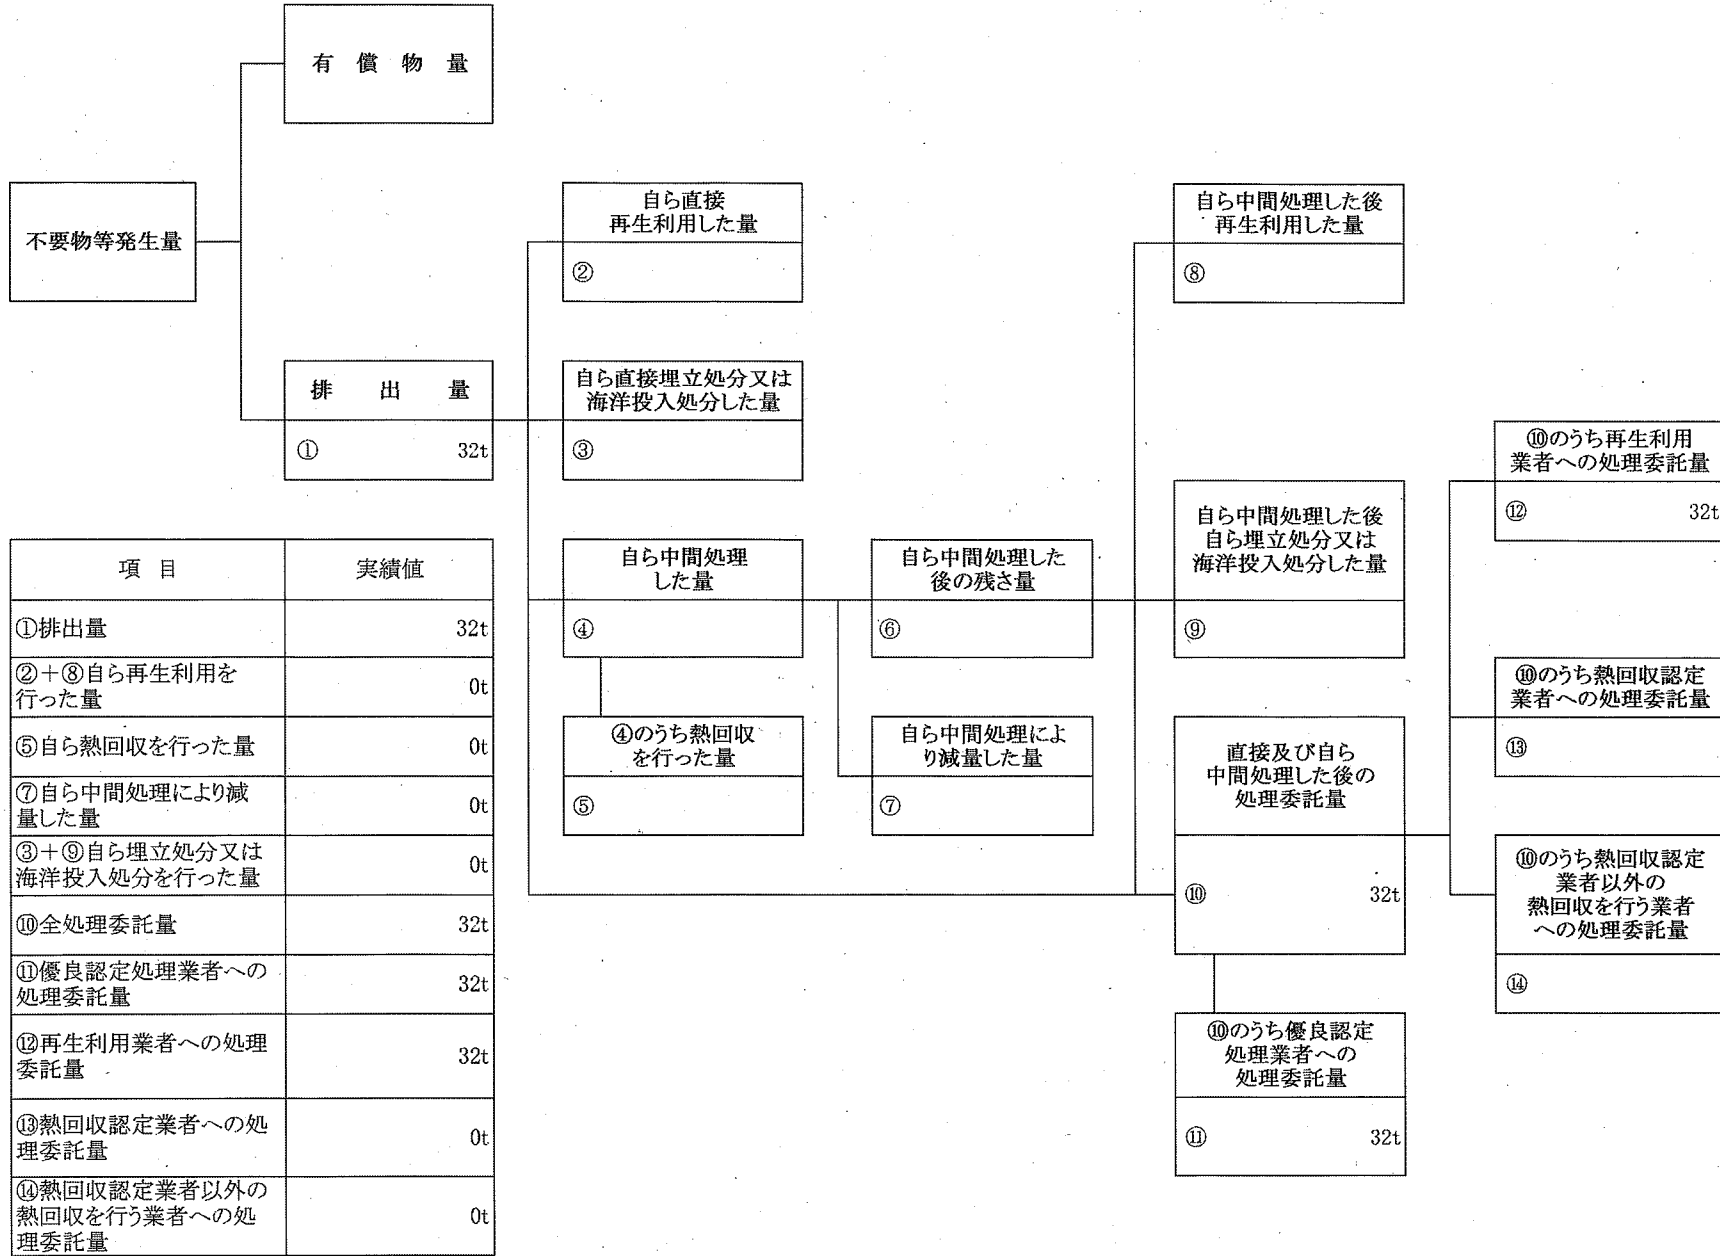 有 償 物 量
不要物等発生量
自ら直接
再生利用した量
②
自ら中間処理した後
再生利用した量
⑧
排 出 量
① 32t
自ら直接埋立処分又は
海洋投入処分した量
③
⑩のうち再生利用
業者への処理委託量
⑫ 32t
自ら中間処理した後
自ら埋立処分又は
海洋投入処分した量
⑨
自ら中間処理
した量
④
自ら中間処理した
後の残さ量
⑥
⑩のうち熱回収認定
業者への処理委託量
⑬
④のうち熱回収
を行った量
⑤
自ら中間処理によ
り減量した量
⑦
直接及び自ら
中間処理した後の
処理委託量
⑩ 32t
⑩のうち熱回収認定
業者以外の
熱回収を行う業者
への処理委託量
⑭
⑩のうち優良認定
処理業者への
処理委託量
⑪ 32t
項 目 実績値
①排出量 32t
②+⑧自ら再生利用を
行った量 0t
⑤自ら熱回収を行った量 0t
⑦自ら中間処理により減
量した量 0t
③+⑨自ら埋立処分又は
海洋投入処分を行った量 0t
⑩全処理委託量 32t
⑪優良認定処理業者への
処理委託量 32t
⑫再生利用業者への処理
委託量 32t
⑬熱回収認定業者への処
理委託量 0t
⑭熱回収認定業者以外の
熱回収を行う業者への処
理委託量 0t